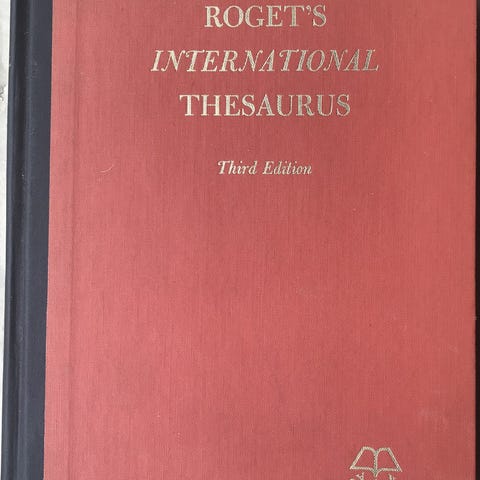 ROGET'S
INTERNATIONAL
THESAURUS
Third Edition